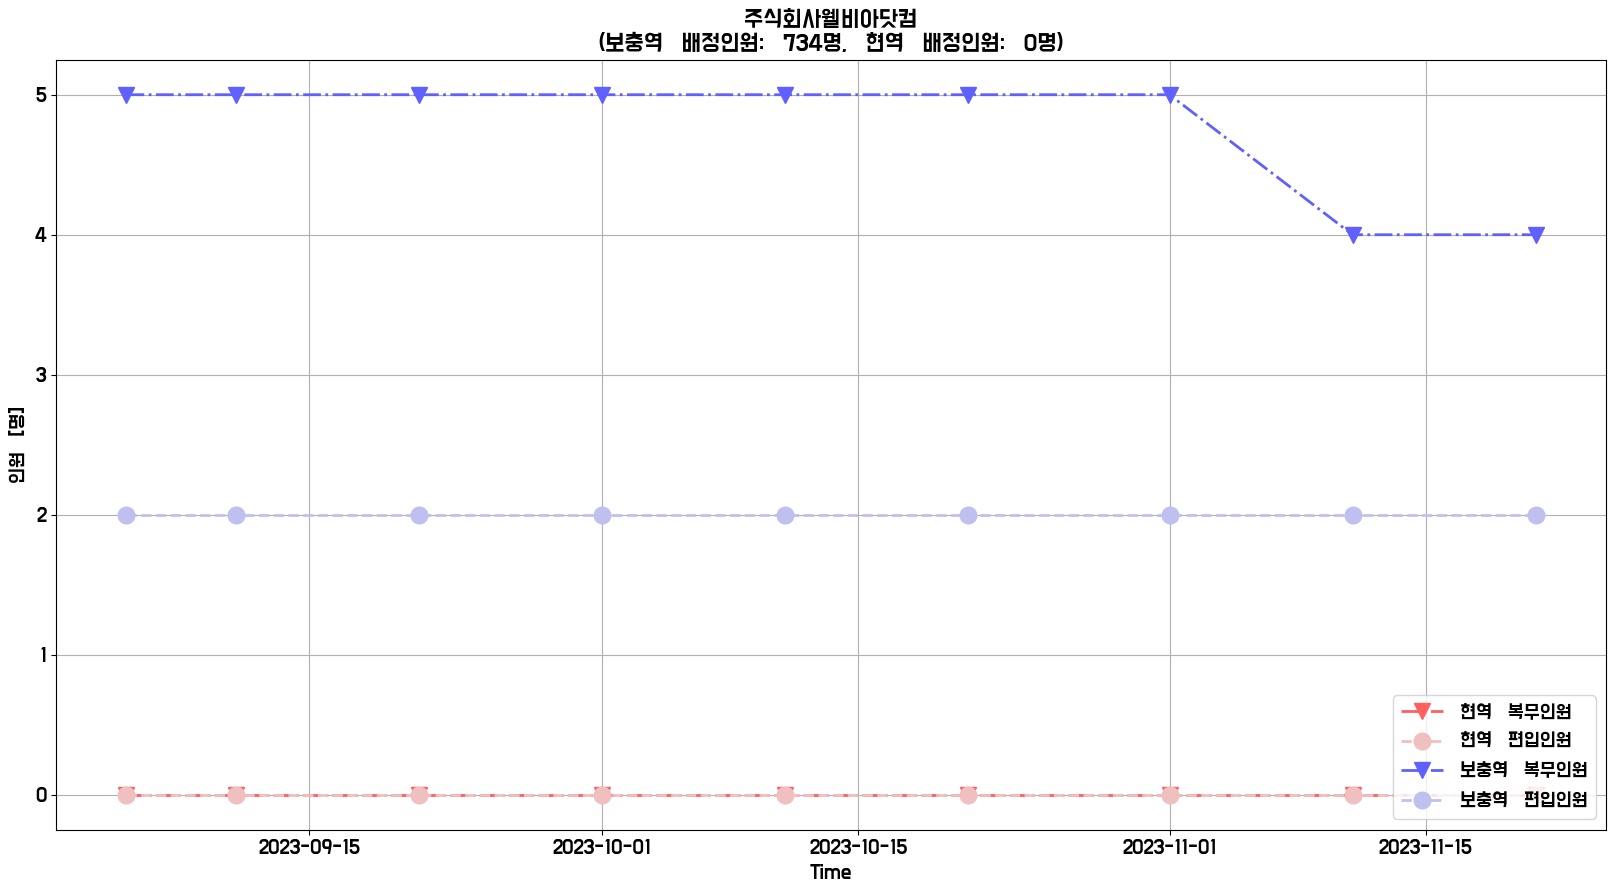 주식회사웰비아닷컴
(보충역 배정인원: 734명, 현역 배정인원: 0명)
5
4
3
2
1
0
인원 [명]
현역 복무인원
현역 편입인원
보충역 복무인원
보충역 편입인원
2023-09-15
2023-10-01
2023-10-15
2023-11-01
2023-11-15
Time